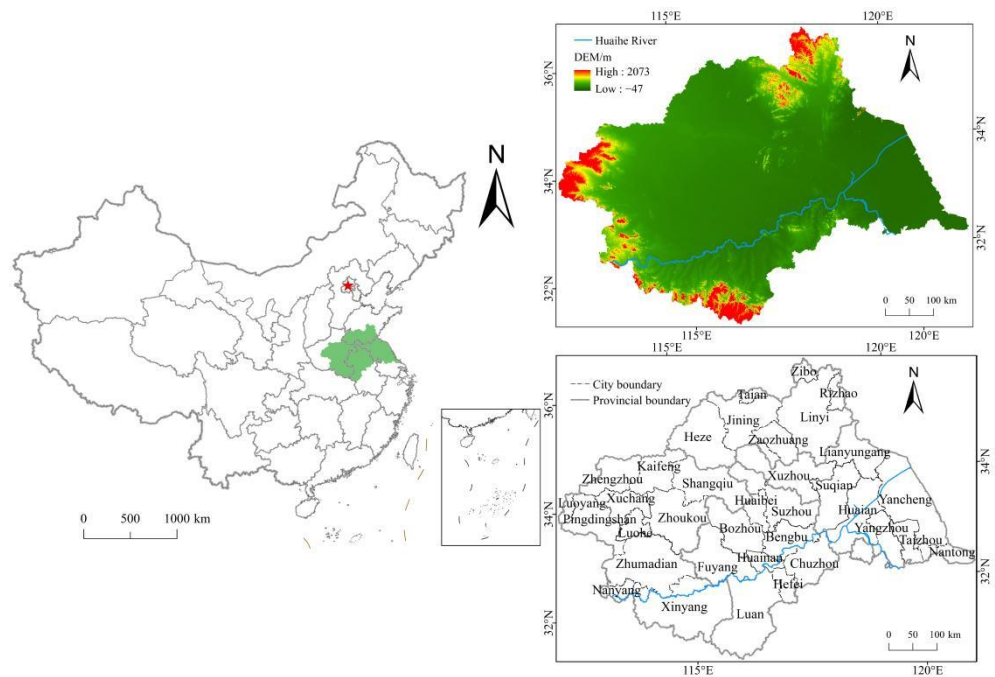 N
0 500 1000 km
115°E 120°E
Huaihe River
DEM/m
High : 2073
Low : −47
N
36°N
34°N
32°N
34°N
32°N
0 50 100 km
115°E 120°E
115°E 120°E
City boundary
Provincial boundary
N
36°N
34°N
32°N
34°N
32°N
Zibo
Taian
Rizhao
Jining
Linyi
Heze
Zaozhuang
Lianyungang
Kaifeng
Zhengzhou
Shangqiu
Xuzhou
Suqian
Luoyang
Xuchang
Huaibei
Suzhou
Huaian
Yancheng
Pingdingshan
Zhoukou
Bozhou
Bengbu
Yangzhou
Luohe
Taizhou
Nantong
Zhumadian
Fuyang
Huainan
Chuzhou
Hefei
Nanyang
Xinyang
Luan
0 50 100 km
115°E 120°E